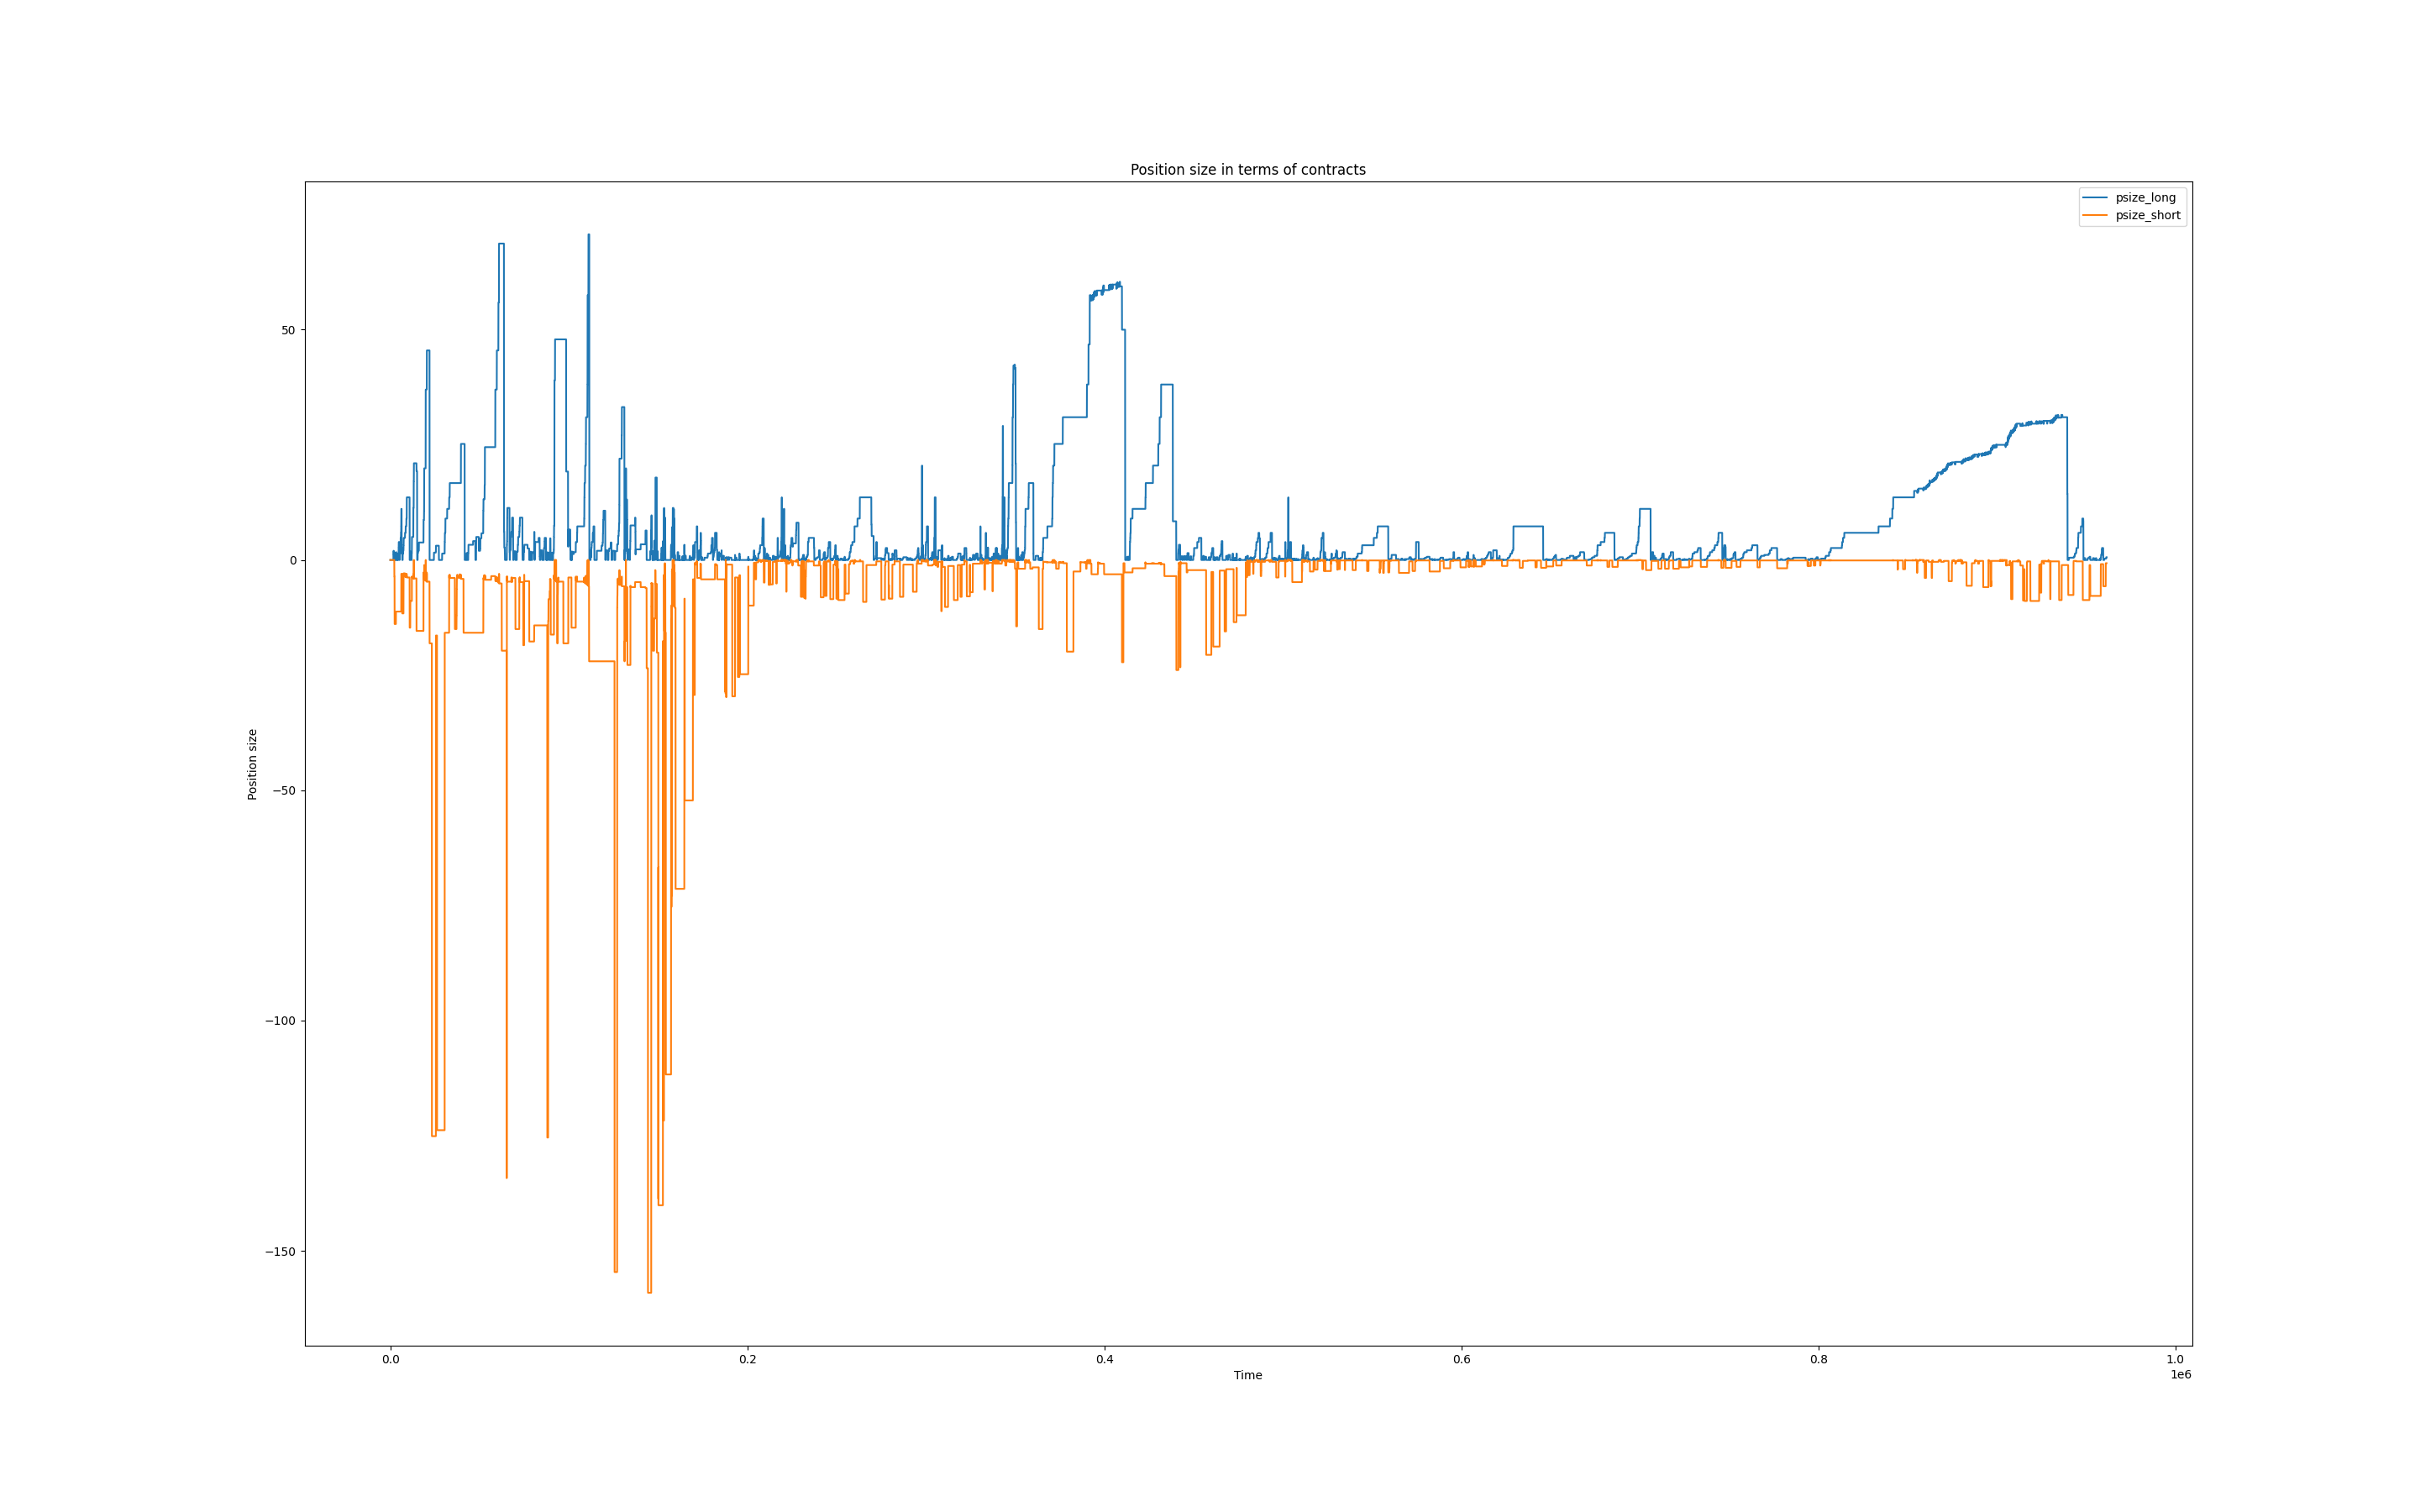 Position size in terms of contracts
psize_long
psize_short
Position size
50
0
−50
−100
−150
0.0
0.2
0.4
0.6
0.8
1.0
1e6
Time